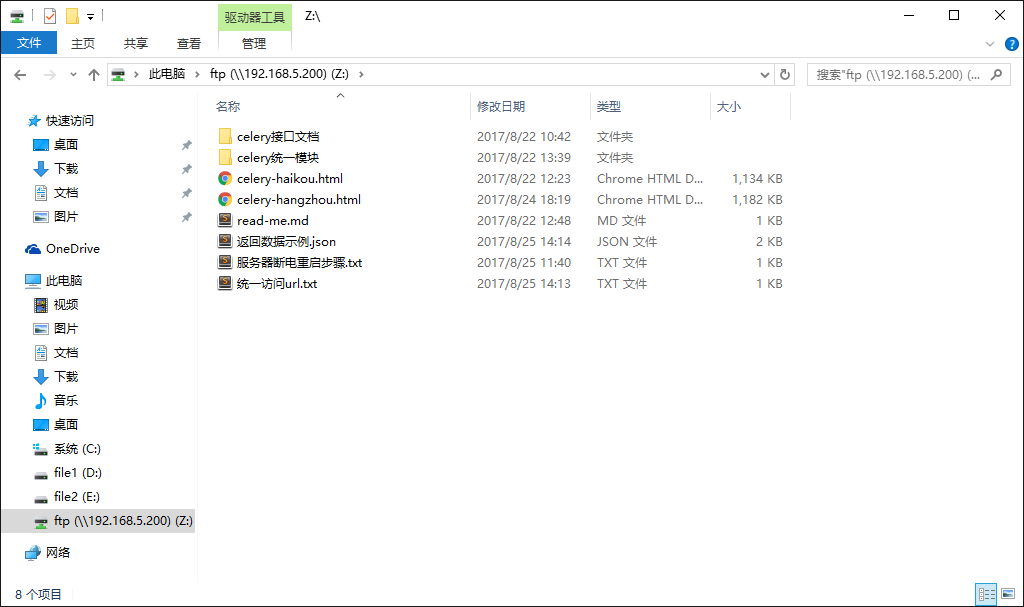 驱动器工具 Z:\
文件 主页 共享 查看 管理
此电脑 ftp (\\192.168.5.200) (Z:) 搜索"ftp (\\192.168.5.200) (...
名称 修改日期 类型 大小
快速访问
桌面
下载
文档
图片
OneDrive
此电脑
视频
图片
文档
下载
音乐
桌面
系统 (C:)
file1 (D:)
file2 (E:)
ftp (\\192.168.5.200) (Z:)
网络
celery接口文档 2017/8/22 10:42 文件夹
celery统一模块 2017/8/22 13:39 文件夹
celery-haikou.html 2017/8/22 12:23 Chrome HTML D... 1,134 KB
celery-hangzhou.html 2017/8/24 18:19 Chrome HTML D... 1,182 KB
read-me.md 2017/8/22 12:48 MD 文件 1 KB
返回数据示例.json 2017/8/25 14:14 JSON 文件 2 KB
服务器断电重启步骤.txt 2017/8/25 11:40 TXT 文件 1 KB
统一访问url.txt 2017/8/25 14:13 TXT 文件 1 KB
8 个项目